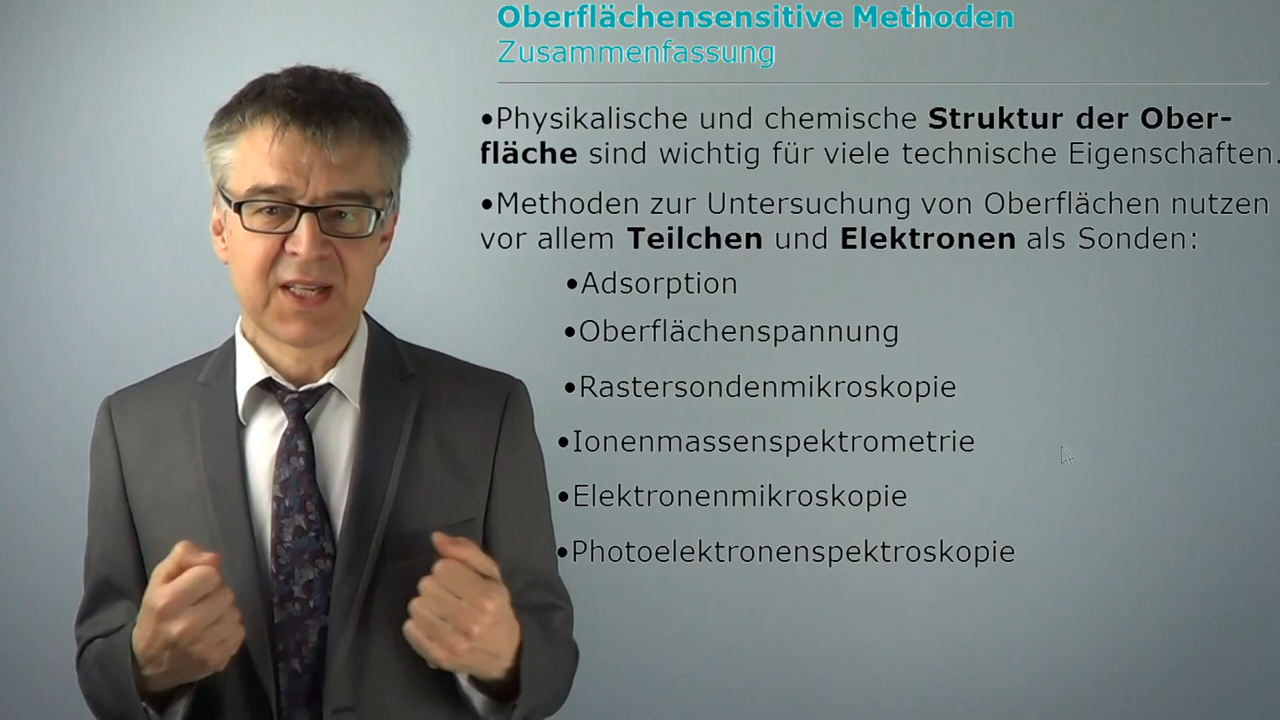 Oberflächensensitive Methoden
Zusammenfassung
•Physikalische und chemische Struktur der Ober-
fläche sind wichtig für viele technische Eigenschaften.
•Methoden zur Untersuchung von Oberflächen nutzen
vor allem Teilchen und Elektronen als Sonden:
•Adsorption
•Oberflächenspannung
•Rastersondenmikroskopie
•Ionenmassenspektrometrie
•Elektronenmikroskopie
•Photoelektronenspektroskopie